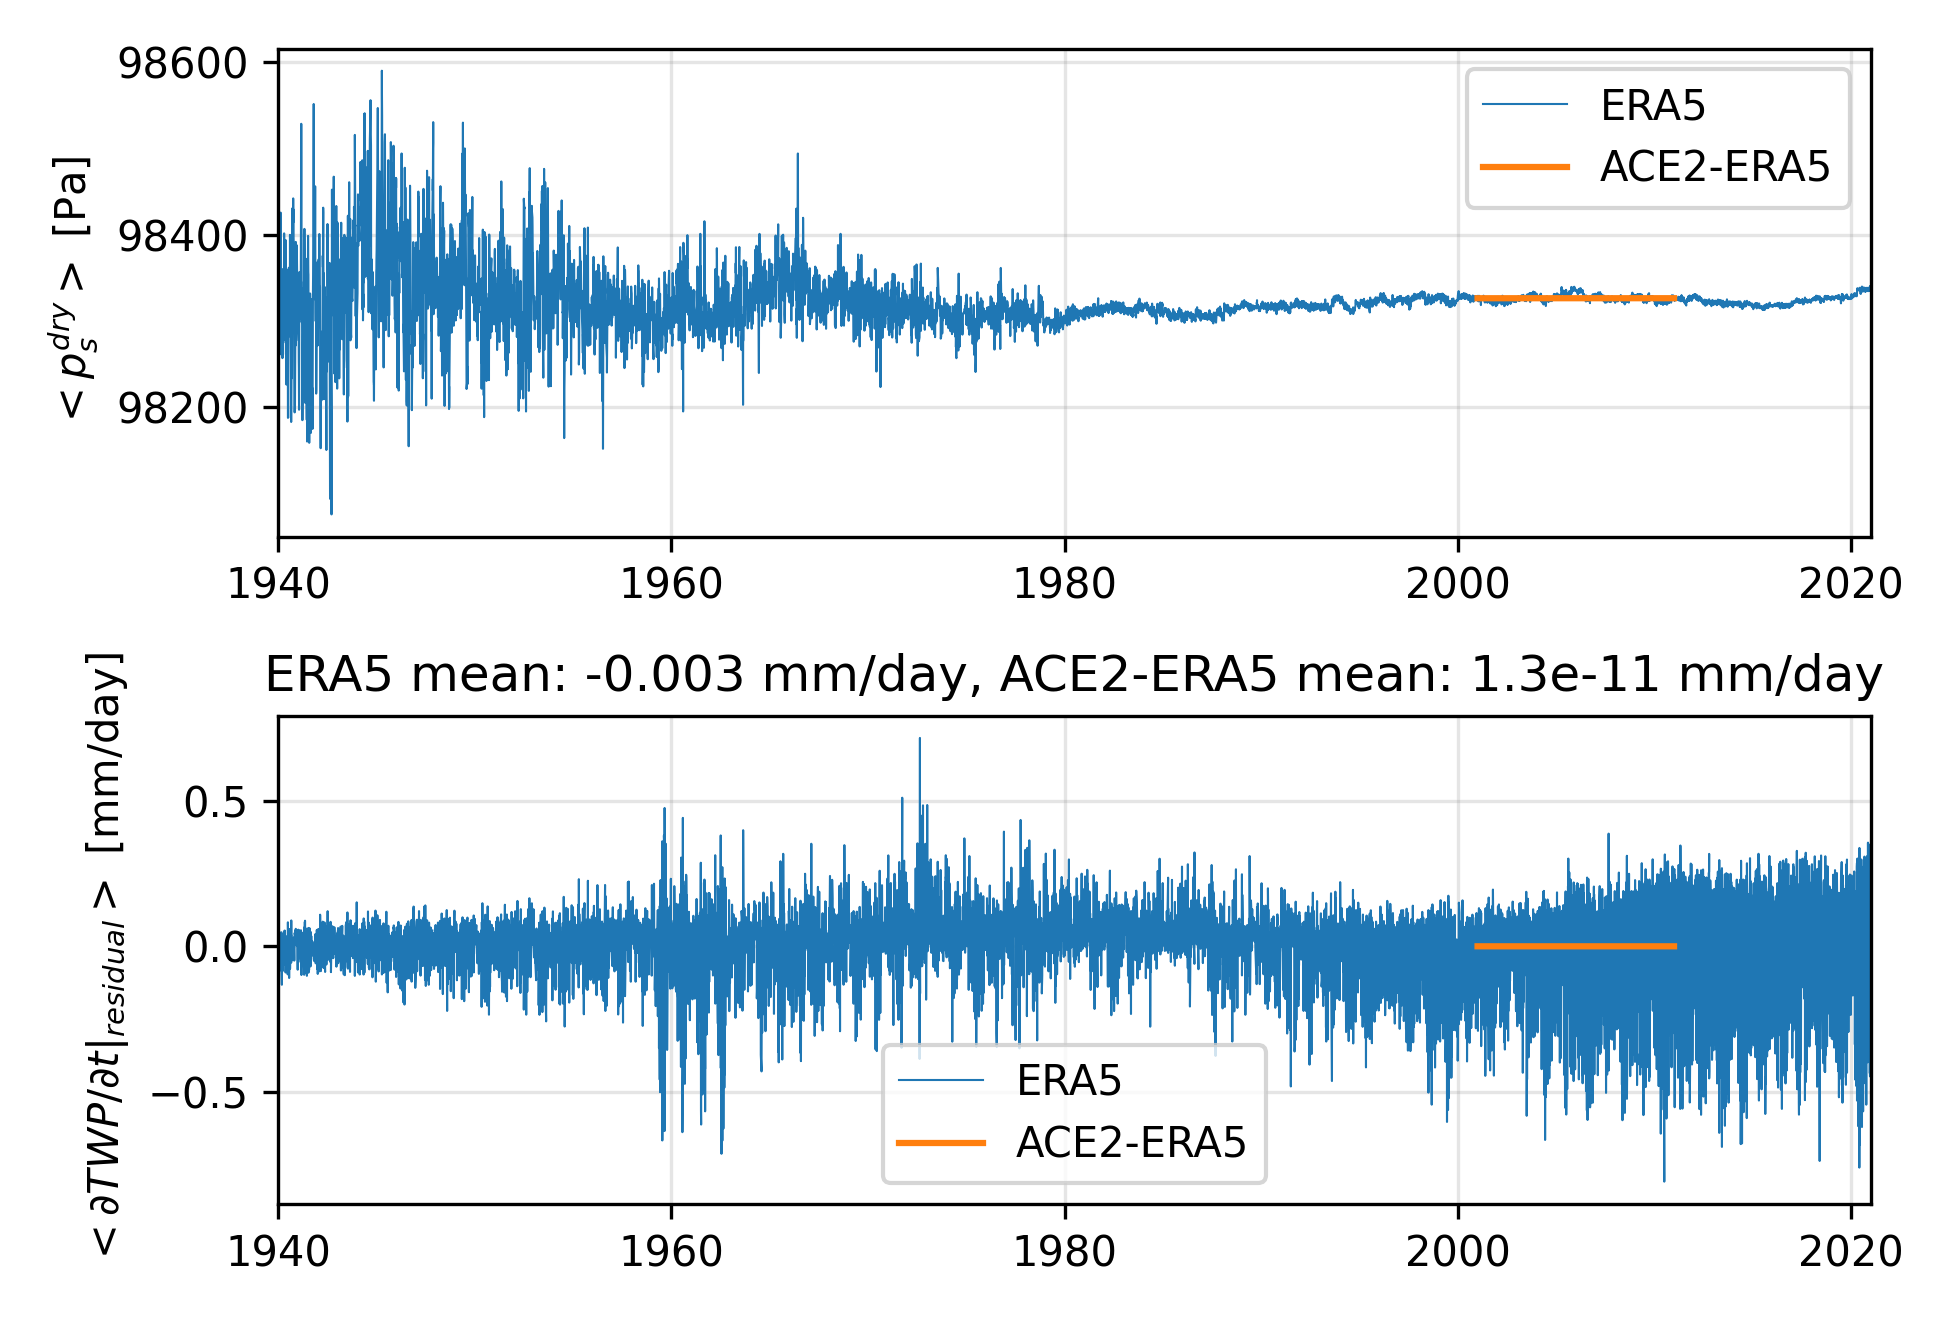 98600
98400
98200
< p_s^{dry} > [Pa]
ERA5
ACE2-ERA5
1940 1960 1980 2000 2020
ERA5 mean: -0.003 mm/day, ACE2-ERA5 mean: 1.3e-11 mm/day
0.5
0.0
−0.5
< ∂TWP/∂t|_{residual} > [mm/day]
ERA5
ACE2-ERA5
1940 1960 1980 2000 2020